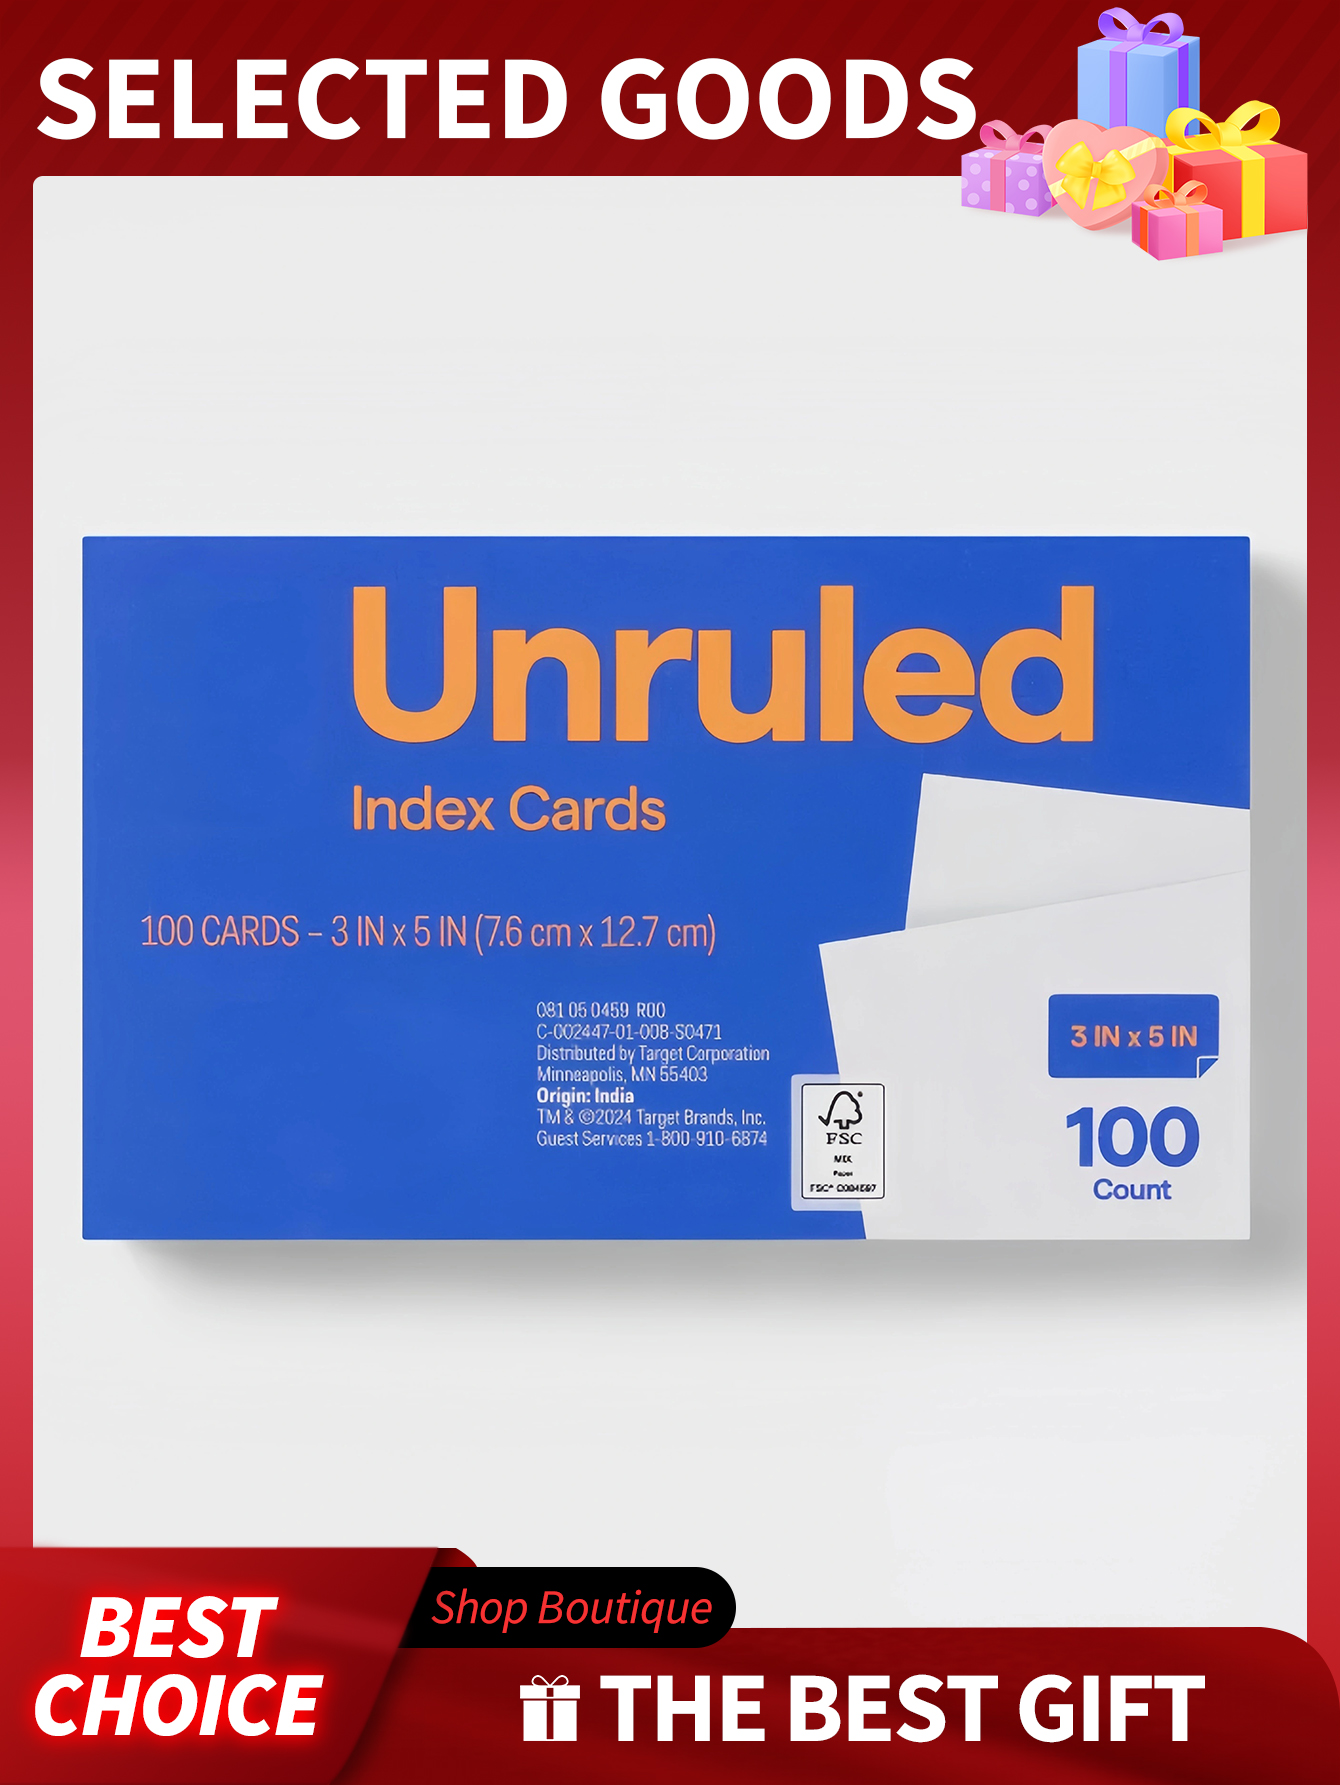 SELECTED GOODS
Unruled
Index Cards
100 CARDS – 3 IN x 5 IN (7.6 cm x 12.7 cm)
081 05 0459 R00
C-002447-01-008-S0471
Distributed by Target Corporation
Minneapolis, MN 55403
Origin: India
TM & ©2024 Target Brands, Inc.
Guest Services 1-800-910-6874
FSC
MIX
Paper
3 IN x 5 IN
100
Count
BEST
CHOICE
Shop Boutique
THE BEST GIFT